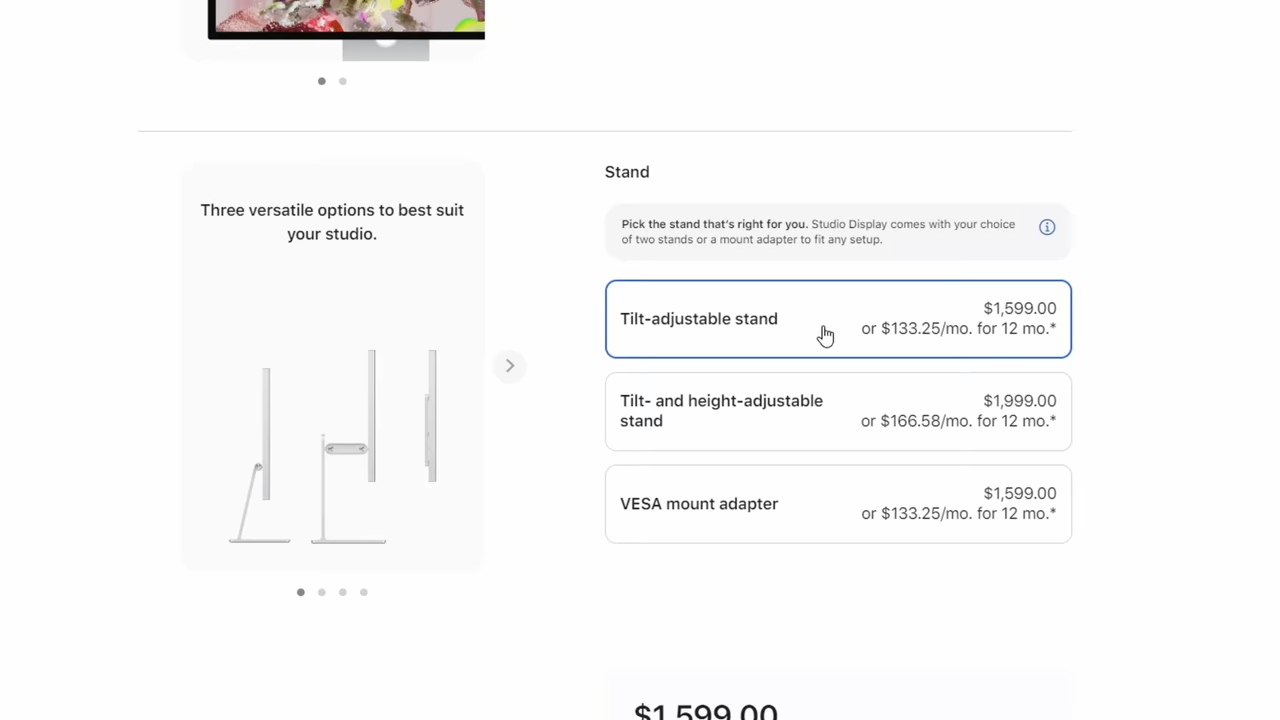 Three versatile options to best suit
your studio.
Stand
Pick the stand that's right for you. Studio Display comes with your choice
of two stands or a mount adapter to fit any setup.
Tilt-adjustable stand
$1,599.00
or $133.25/mo. for 12 mo.*
Tilt- and height-adjustable
stand
$1,999.00
or $166.58/mo. for 12 mo.*
VESA mount adapter
$1,599.00
or $133.25/mo. for 12 mo.*
$1,599.00